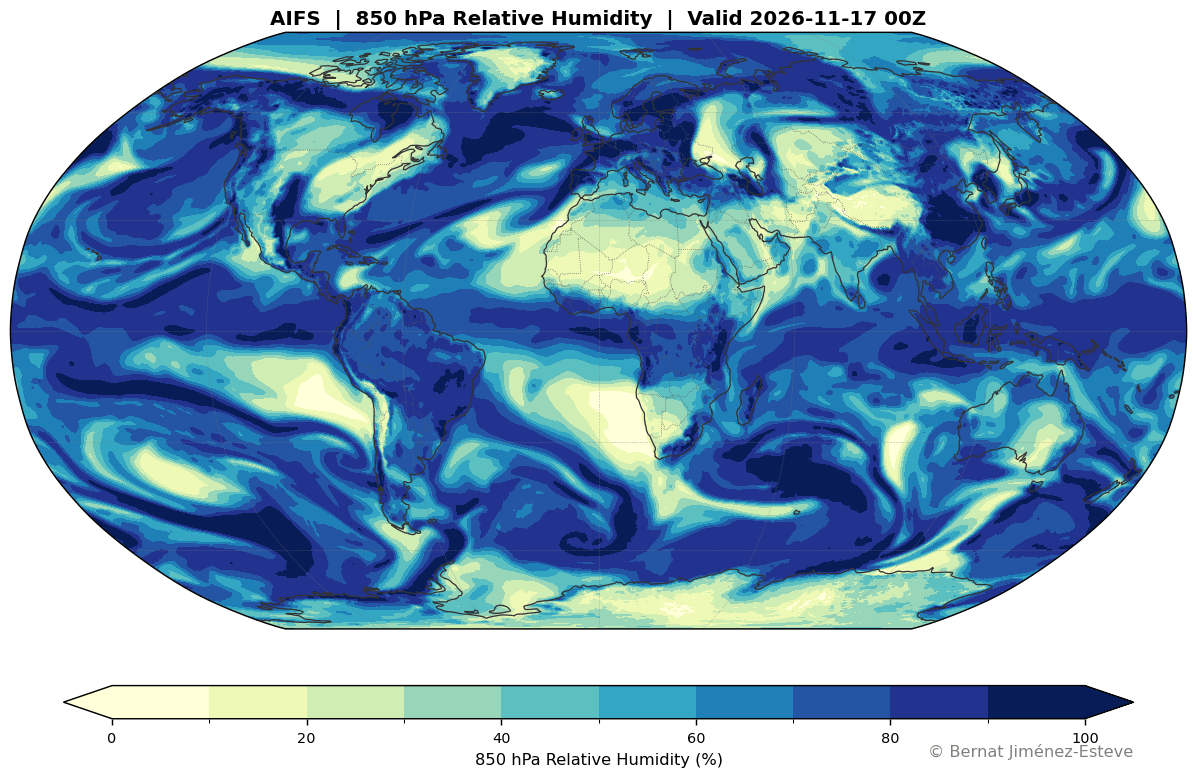 AIFS | 850 hPa Relative Humidity | Valid 2026-11-17 00Z
0 20 40 60 80 100
850 hPa Relative Humidity (%)
© Bernat Jiménez-Esteve